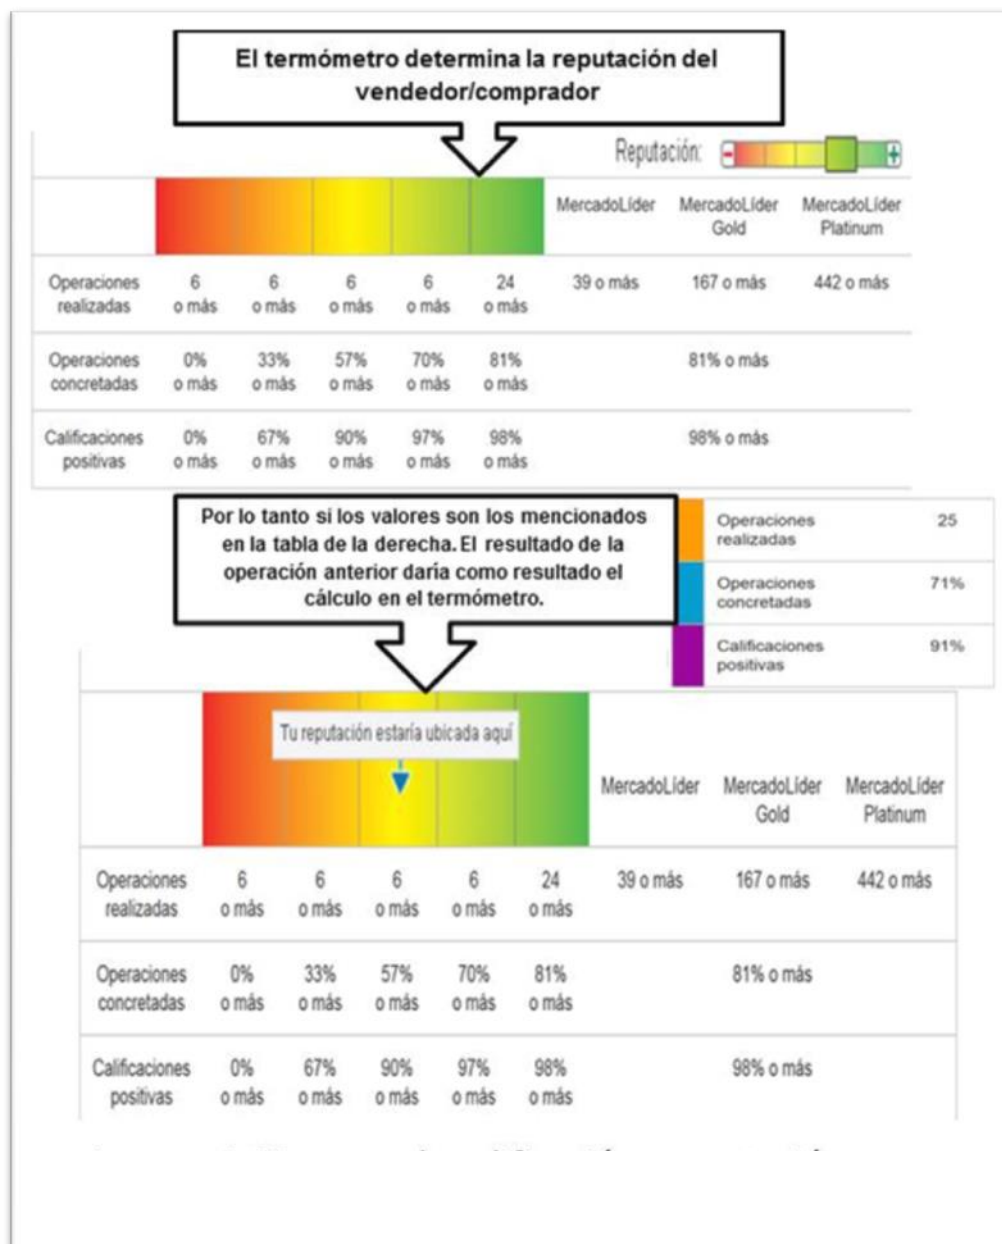 El termómetro determina la reputación del
vendedor/comprador
Reputación: - +
MercadoLíder MercadoLíder Gold MercadoLíder Platinum
Operaciones realizadas 6 o más 6 o más 6 o más 6 o más 24 o más 39 o más 167 o más 442 o más
Operaciones concretadas 0% o más 33% o más 57% o más 70% o más 81% o más 81% o más
Calificaciones positivas 0% o más 67% o más 90% o más 97% o más 98% o más 98% o más
Por lo tanto si los valores son los mencionados
en la tabla de la derecha. El resultado de la
operación anterior daría como resultado el
cálculo en el termómetro.
Operaciones realizadas 25
Operaciones concretadas 71%
Calificaciones positivas 91%
Tu reputación estaría ubicada aquí
MercadoLíder MercadoLíder Gold MercadoLíder Platinum
Operaciones realizadas 6 o más 6 o más 6 o más 6 o más 24 o más 39 o más 167 o más 442 o más
Operaciones concretadas 0% o más 33% o más 57% o más 70% o más 81% o más 81% o más
Calificaciones positivas 0% o más 67% o más 90% o más 97% o más 98% o más 98% o más